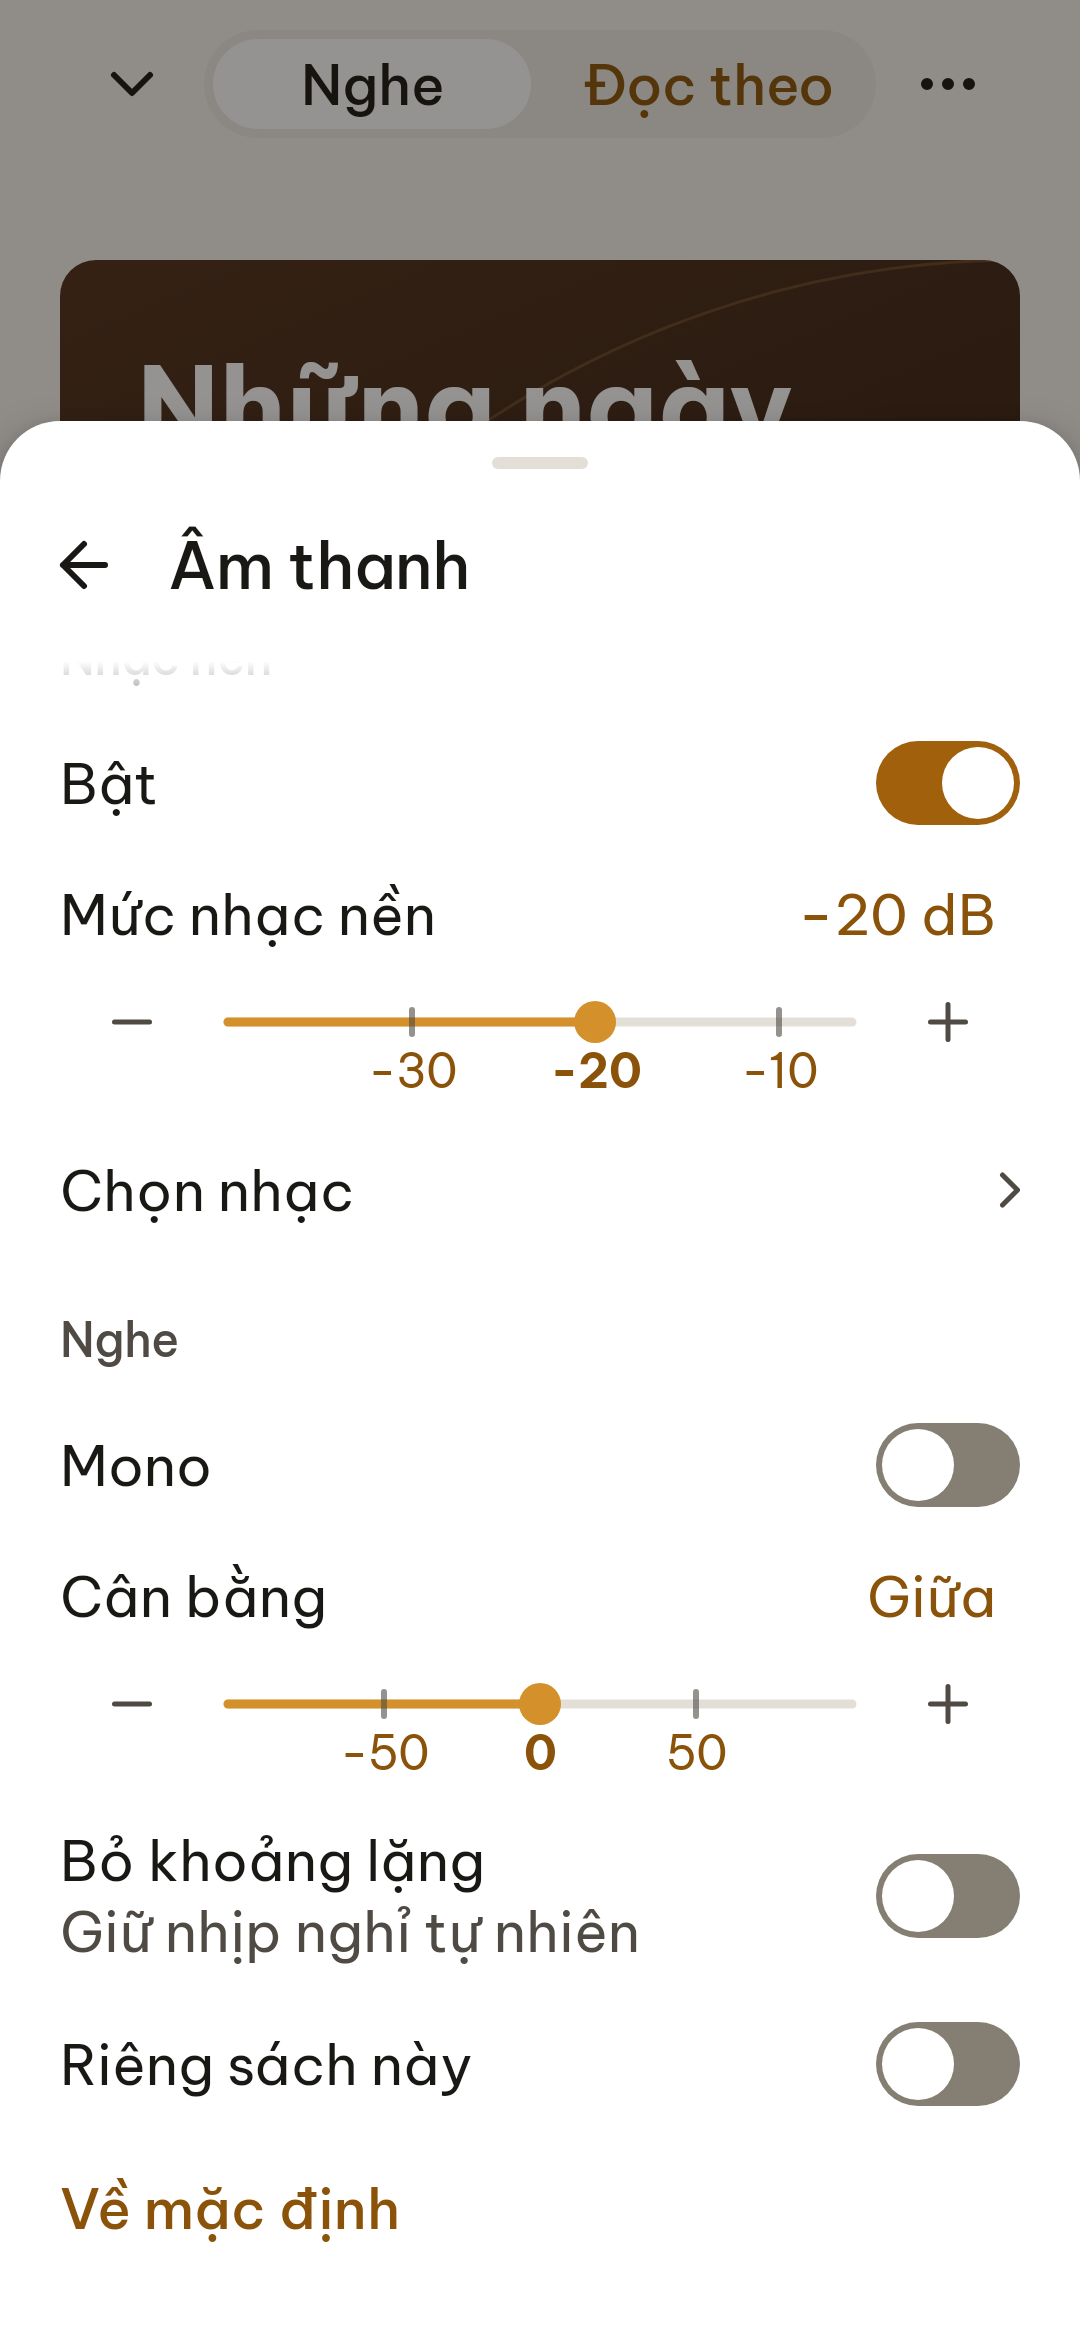 Nghe
Đọc theo
Những ngày
Âm thanh
Nhạc nền
Bật
Mức nhạc nền
-20 dB
-30
-20
-10
Chọn nhạc
Nghe
Mono
Cân bằng
Giữa
-50
0
50
Bỏ khoảng lặng
Giữ nhịp nghỉ tự nhiên
Riêng sách này
Về mặc định